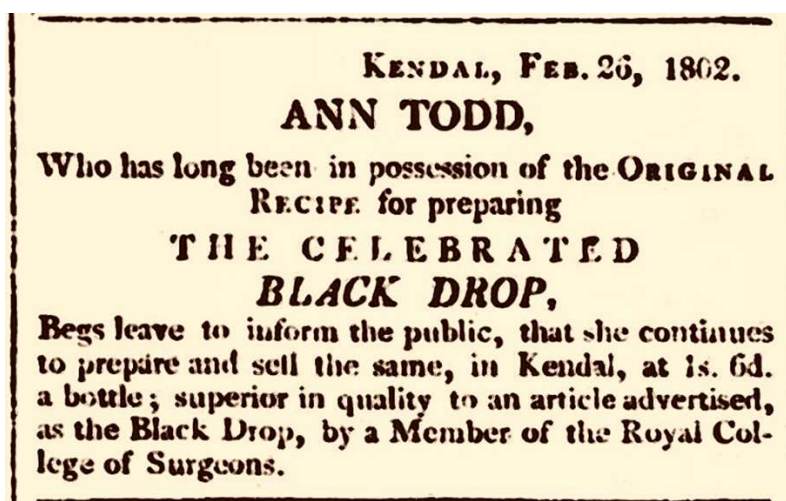 KENDAL, FEB. 26, 1802.
ANN TODD,
Who has long been in possession of the ORIGINAL
RECIPE for preparing
THE CELEBRATED
BLACK DROP,
Begs leave to inform the public, that she continues
to prepare and sell the same, in Kendal, at 1s. 6d.
a bottle; superior in quality to an article advertised,
as the Black Drop, by a Member of the Royal Col-
lege of Surgeons.